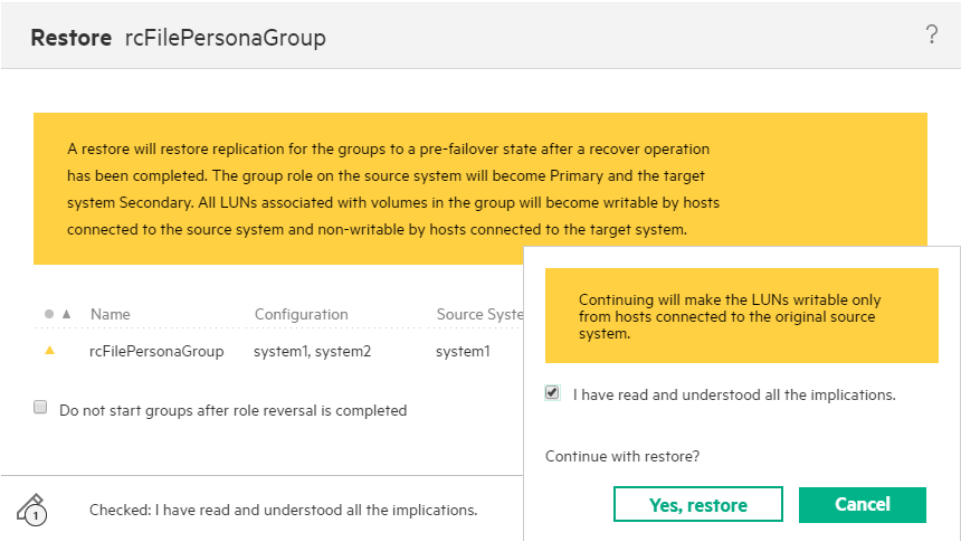 Restore rcFilePersonaGroup
?
A restore will restore replication for the groups to a pre-failover state after a recover operation
has been completed. The group role on the source system will become Primary and the target
system Secondary. All LUNs associated with volumes in the group will become writable by hosts
connected to the source system and non-writable by hosts connected to the target system.
Name Configuration Source Syste
rcFilePersonaGroup system1, system2 system1
Do not start groups after role reversal is completed
1
Checked: I have read and understood all the implications.
Continuing will make the LUNs writable only
from hosts connected to the original source
system.
I have read and understood all the implications.
Continue with restore?
Yes, restore Cancel